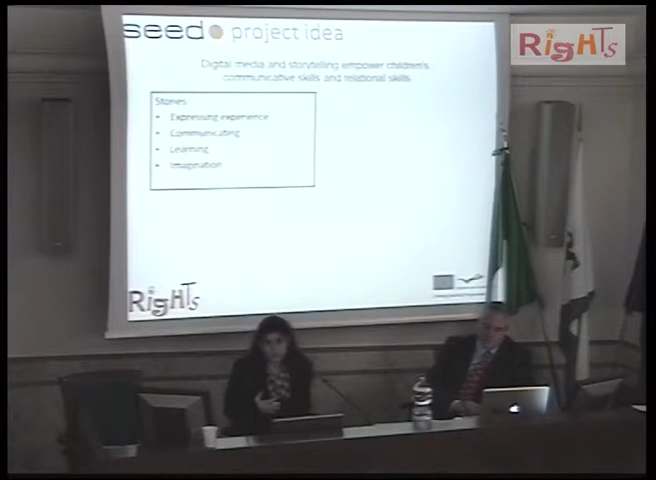 seed project idea
RigHTs
Digital media and storytelling empower children's
communicative skills and relational skills
Stories:
• Expressing experience
• Communicating
• Learning
• Imagination
RigHTs